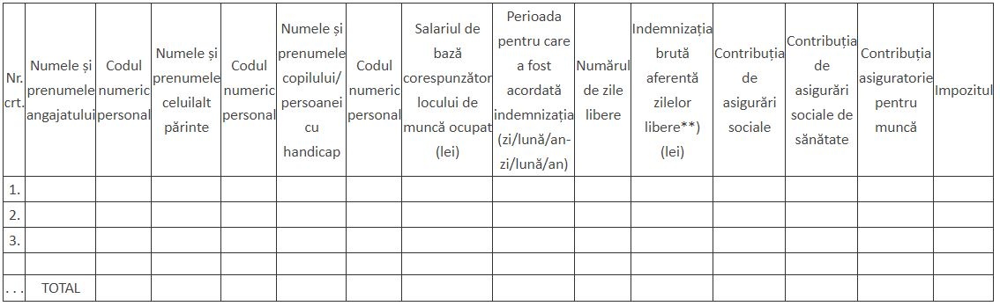 Nr.
crt.
Numele și
prenumele
angajatului
Codul
numeric
personal
Numele și
prenumele
celuilalt
părinte
Codul
numeric
personal
Numele și
prenumele
copilului/
persoanei
cu
handicap
Codul
numeric
personal
Salariul de
bază
corespunzător
locului de
muncă ocupat
(lei)
Perioada
pentru care
a fost
acordată
indemnizația
(zi/lună/an-
zi/lună/an)
Numărul
de zile
libere
Indemnizația
brută
aferentă
zilelor
libere**)
(lei)
Contribuția
de
asigurări
sociale
Contribuția
de
asigurări
sociale de
sănătate
Contribuția
asiguratorie
pentru
muncă
Impozitul
1.
2.
3.
. . . TOTAL